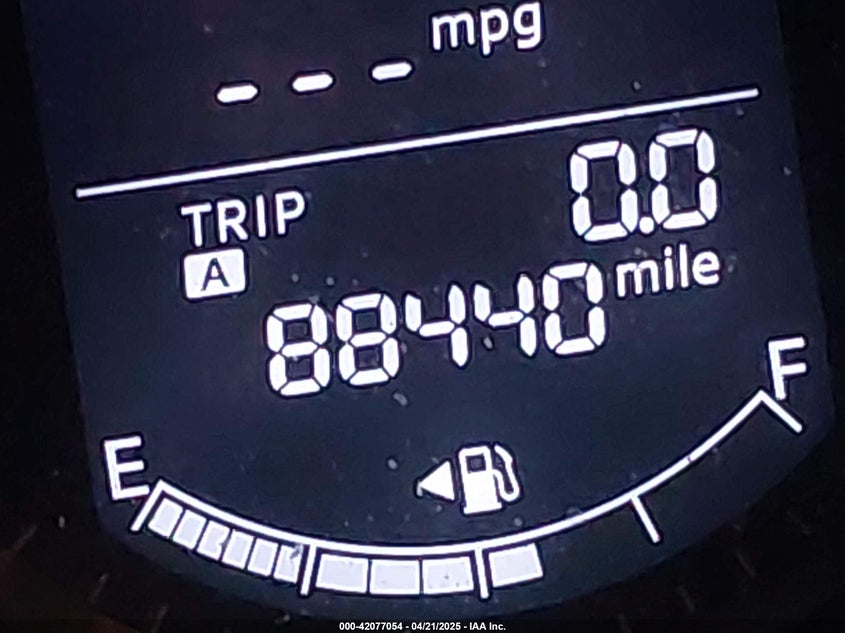 --- mpg
TRIP 0.0
A
88440 mile
F
E
000-42077054 - 04/21/2025 - IAA Inc.